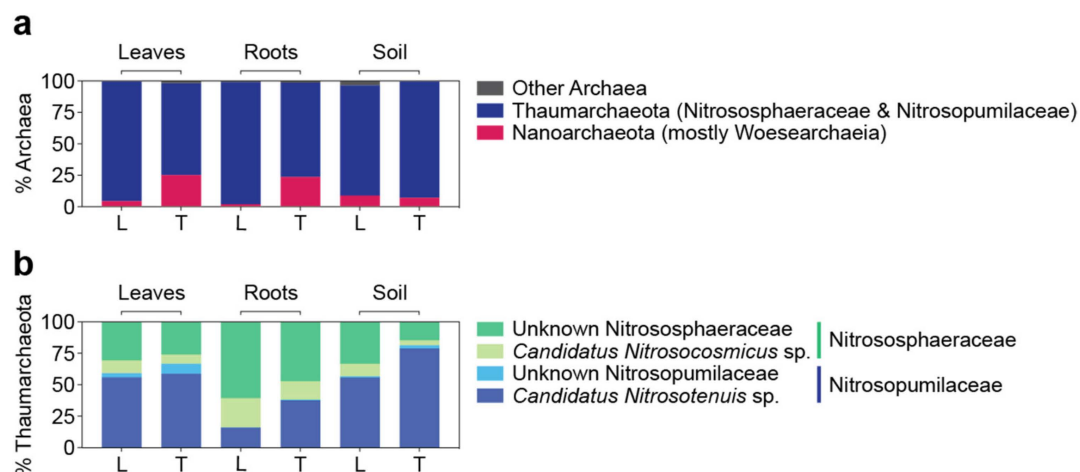 a
Leaves Roots Soil
% Archaea
100
75
50
25
0
L T L T L T
Other Archaea
Thaumarchaeota (Nitrososphaeraceae & Nitrosopumilaceae)
Nanoarchaeota (mostly Woesearchaeia)
b
Leaves Roots Soil
% Thaumarchaeota
100
75
50
25
0
L T L T L T
Unknown Nitrososphaeraceae
Candidatus Nitrosocosmicus sp.
Unknown Nitrosopumilaceae
Candidatus Nitrosotenuis sp.
Nitrososphaeraceae
Nitrosopumilaceae